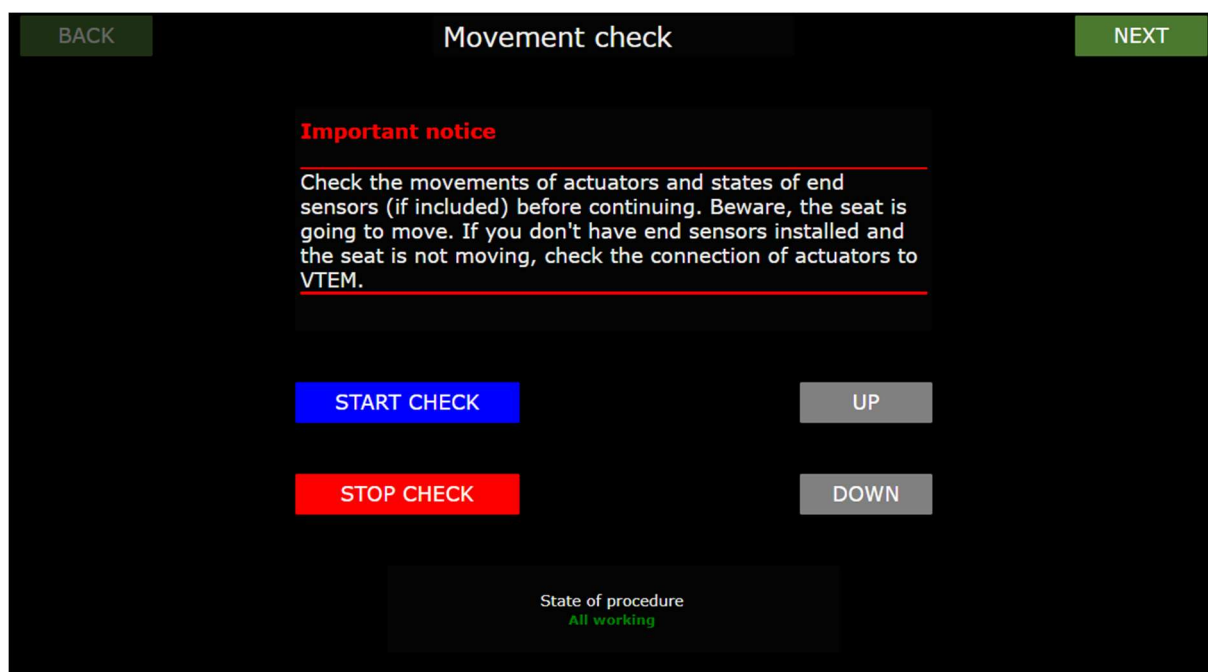 BACK
Movement check
NEXT
Important notice
Check the movements of actuators and states of end
sensors (if included) before continuing. Beware, the seat is
going to move. If you don't have end sensors installed and
the seat is not moving, check the connection of actuators to
VTEM.
START CHECK
UP
STOP CHECK
DOWN
State of procedure
All working